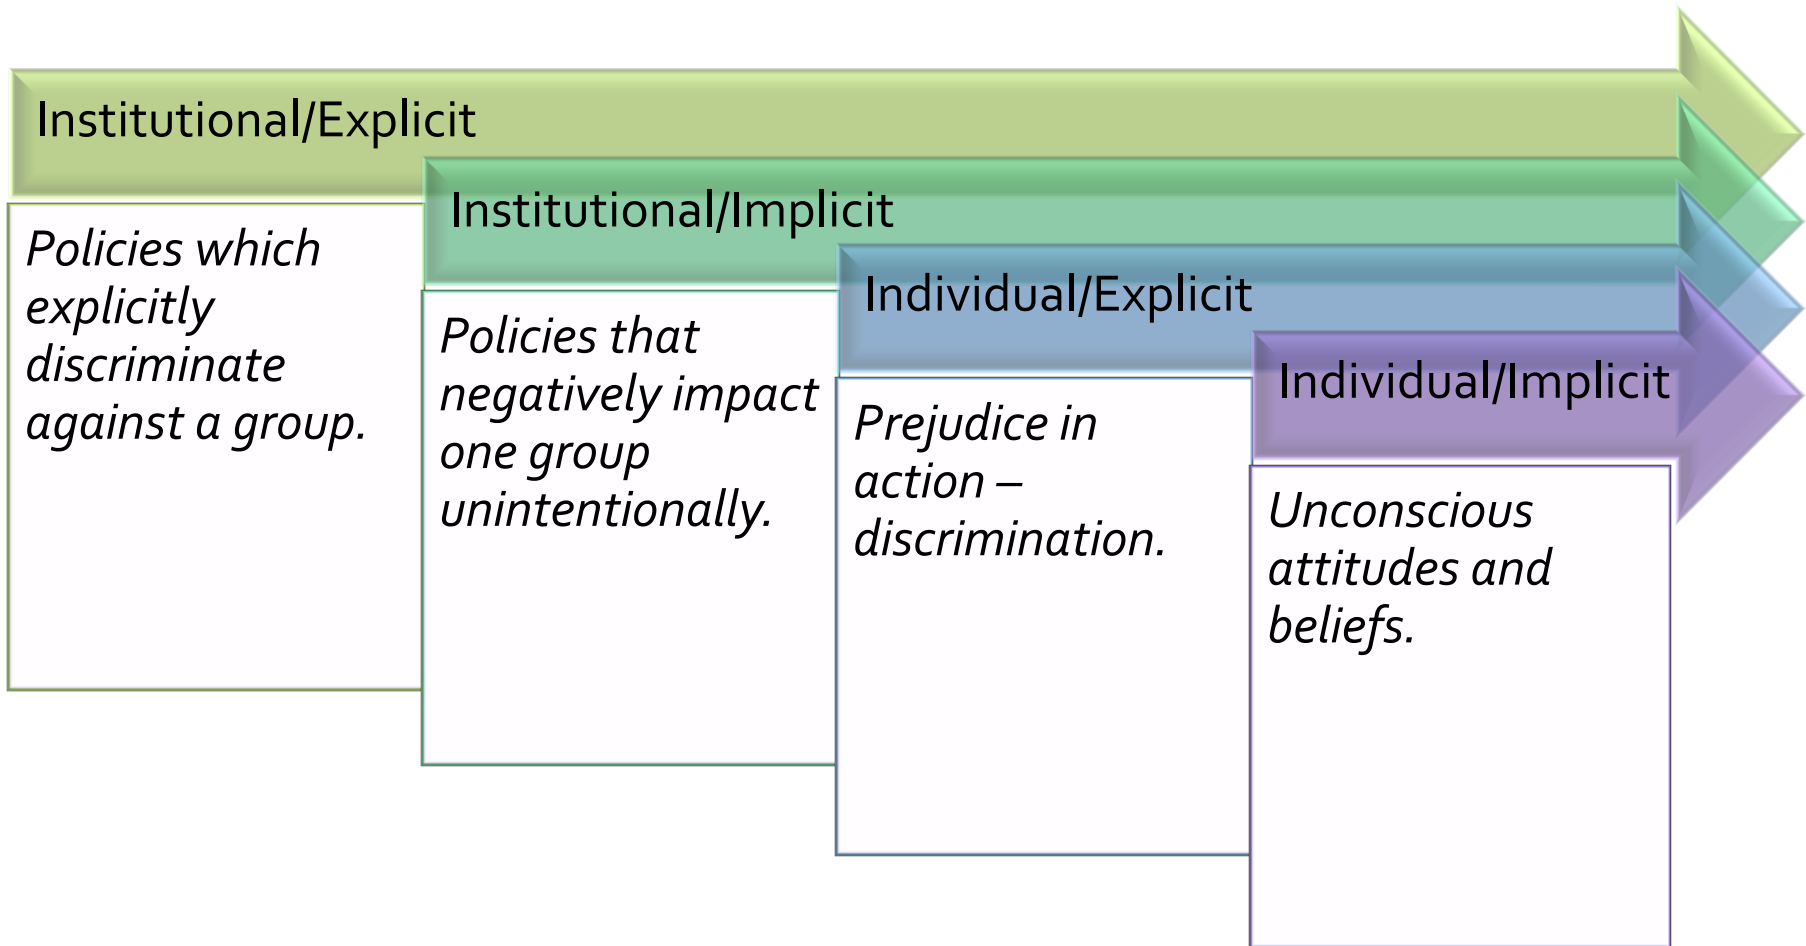 Institutional/Explicit
Policies which
explicitly
discriminate
against a group.
Institutional/Implicit
Policies that
negatively impact
one group
unintentionally.
Individual/Explicit
Prejudice in
action –
discrimination.
Individual/Implicit
Unconscious
attitudes and
beliefs.